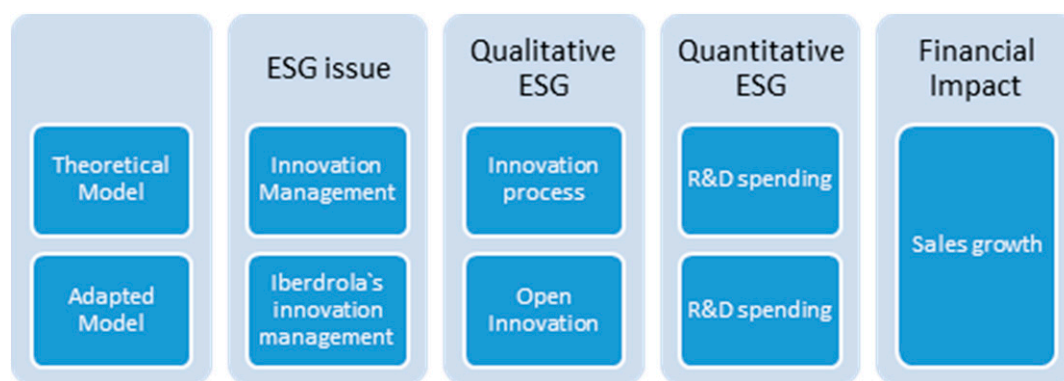 ESG issue
Qualitative
ESG
Quantitative
ESG
Financial
Impact
Theoretical
Model
Innovation
Management
Innovation
process
R&D spending
Sales growth
Adapted
Model
Iberdrola`s
innovation
management
Open
Innovation
R&D spending